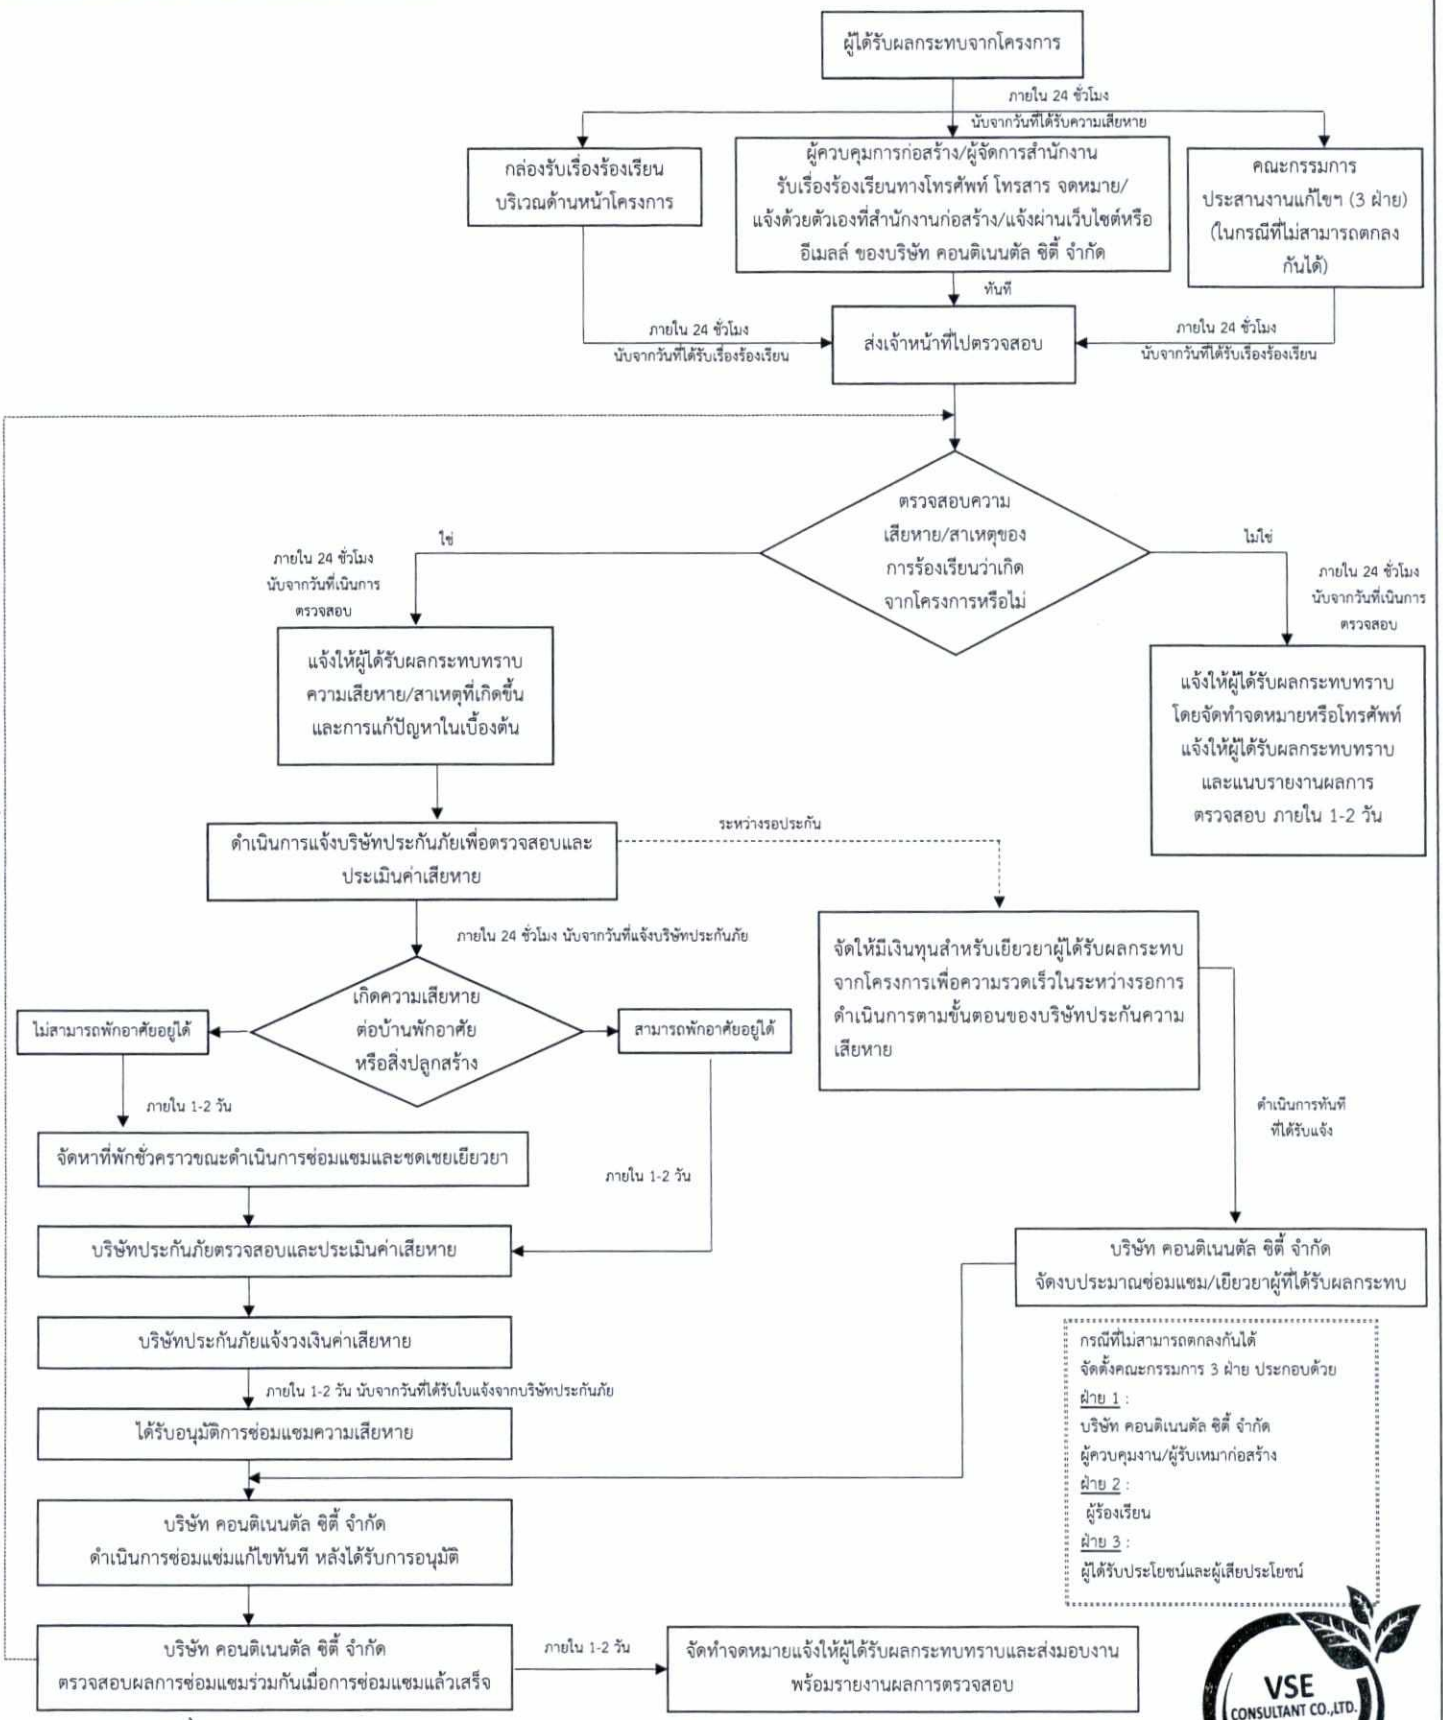 ผู้ได้รับผลกระทบจากโครงการ
ภายใน 24 ชั่วโมง
นับจากวันที่ได้รับความเสียหาย
กล่องรับเรื่องร้องเรียน
บริเวณด้านหน้าโครงการ
ผู้ควบคุมการก่อสร้าง/ผู้จัดการสำนักงาน
รับเรื่องร้องเรียนทางโทรศัพท์ โทรสาร จดหมาย/
แจ้งด้วยตัวเองที่สำนักงานก่อสร้าง/แจ้งผ่านเว็บไซต์หรือ
อีเมลล์ ของบริษัท คอนติเนนตัล ซิตี้ จำกัด
คณะกรรมการ
ประสานงานแก้ไขฯ (3 ฝ่าย)
(ในกรณีที่ไม่สามารถตกลง
กันได้)
ทันที
ภายใน 24 ชั่วโมง
นับจากวันที่ได้รับเรื่องร้องเรียน
ส่งเจ้าหน้าที่ไปตรวจสอบ
ภายใน 24 ชั่วโมง
นับจากวันที่ได้รับเรื่องร้องเรียน
ตรวจสอบความ
เสียหาย/สาเหตุของ
การร้องเรียนว่าเกิด
จากโครงการหรือไม่
ใช่
ภายใน 24 ชั่วโมง
นับจากวันที่เนินการ
ตรวจสอบ
ไม่ใช่
ภายใน 24 ชั่วโมง
นับจากวันที่เนินการ
ตรวจสอบ
แจ้งให้ผู้ได้รับผลกระทบทราบ
ความเสียหาย/สาเหตุที่เกิดขึ้น
และการแก้ปัญหาในเบื้องต้น
แจ้งให้ผู้ได้รับผลกระทบทราบ
โดยจัดทำจดหมายหรือโทรศัพท์
แจ้งให้ผู้ได้รับผลกระทบทราบ
และแนบรายงานผลการ
ตรวจสอบ ภายใน 1-2 วัน
ดำเนินการแจ้งบริษัทประกันภัยเพื่อตรวจสอบและ
ประเมินค่าเสียหาย
ระหว่างรอประกัน
ภายใน 24 ชั่วโมง นับจากวันที่แจ้งบริษัทประกันภัย
จัดให้มีเงินทุนสำหรับเยียวยาผู้ได้รับผลกระทบ
จากโครงการเพื่อความรวดเร็วในระหว่างรอการ
ดำเนินการตามขั้นตอนของบริษัทประกันความ
เสียหาย
เกิดความเสียหาย
ต่อบ้านพักอาศัย
หรือสิ่งปลูกสร้าง
ไม่สามารถพักอาศัยอยู่ได้
สามารถพักอาศัยอยู่ได้
ภายใน 1-2 วัน
ดำเนินการทันที
ที่ได้รับแจ้ง
จัดหาที่พักชั่วคราวขณะดำเนินการซ่อมแซมและชดเชยเยียวยา
ภายใน 1-2 วัน
บริษัทประกันภัยตรวจสอบและประเมินค่าเสียหาย
บริษัท คอนติเนนตัล ซิตี้ จำกัด
จัดงบประมาณซ่อมแซม/เยียวยาผู้ที่ได้รับผลกระทบ
บริษัทประกันภัยแจ้งวงเงินค่าเสียหาย
ภายใน 1-2 วัน นับจากวันที่ได้รับใบแจ้งจากบริษัทประกันภัย
ได้รับอนุมัติการซ่อมแซมความเสียหาย
กรณีที่ไม่สามารถตกลงกันได้
จัดตั้งคณะกรรมการ 3 ฝ่าย ประกอบด้วย
ฝ่าย 1 :
บริษัท คอนติเนนตัล ซิตี้ จำกัด
ผู้ควบคุมงาน/ผู้รับเหมาก่อสร้าง
ฝ่าย 2 :
ผู้ร้องเรียน
ฝ่าย 3 :
ผู้ได้รับประโยชน์และผู้เสียประโยชน์
บริษัท คอนติเนนตัล ซิตี้ จำกัด
ดำเนินการซ่อมแซ่มแก้ไขทันที หลังได้รับการอนุมัติ
บริษัท คอนติเนนตัล ซิตี้ จำกัด
ตรวจสอบผลการซ่อมแซมร่วมกันเมื่อการซ่อมแซมแล้วเสร็จ
ภายใน 1-2 วัน
จัดทำจดหมายแจ้งให้ผู้ได้รับผลกระทบทราบและส่งมอบงาน
พร้อมรายงานผลการตรวจสอบ
VSE
CONSULTANT CO.,LTD.